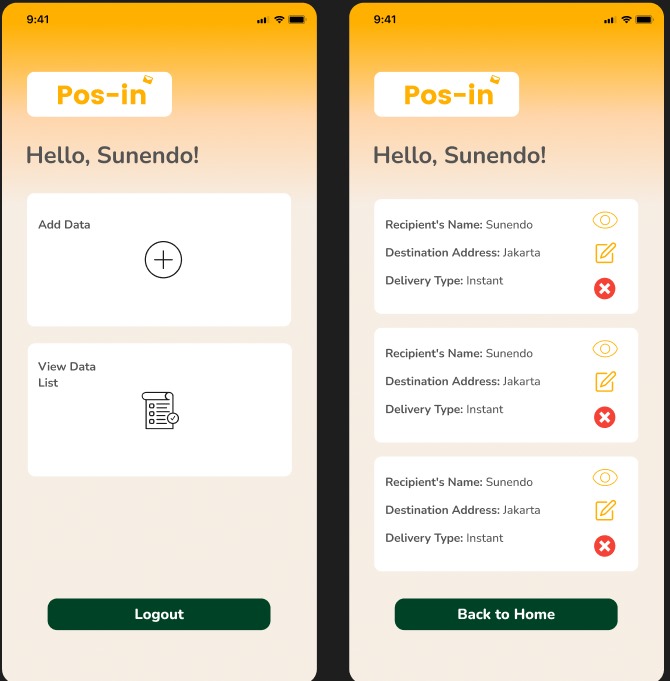 9:41
Pos-in
Hello, Sunendo!
Add Data
View Data
List
Logout
9:41
Pos-in
Hello, Sunendo!
Recipient's Name: Sunendo
Destination Address: Jakarta
Delivery Type: Instant
Recipient's Name: Sunendo
Destination Address: Jakarta
Delivery Type: Instant
Recipient's Name: Sunendo
Destination Address: Jakarta
Delivery Type: Instant
Back to Home